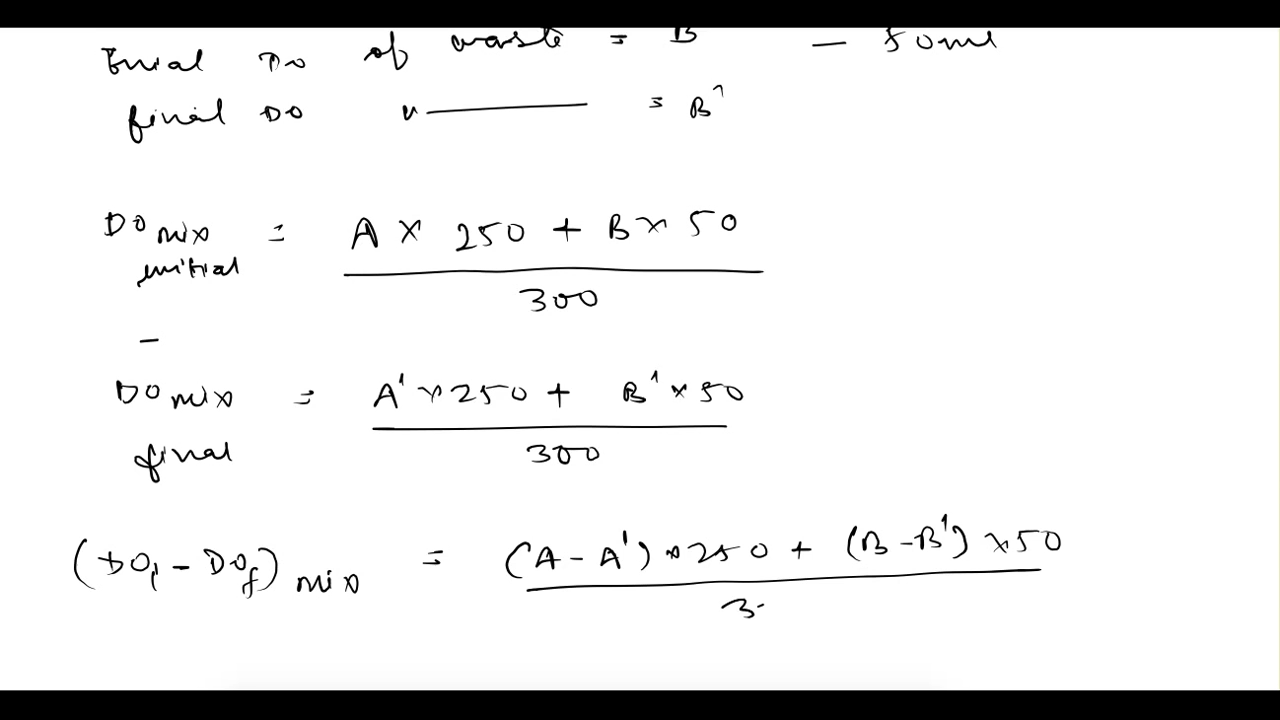 Initial DO of waste = B — 50ml
final DO " ——— = B'
DO mix initial = (A × 250 + B × 50) / 300
—
DO mix final = (A' × 250 + B' × 50) / 300
(DOi - DOf) mix = ((A - A') × 250 + (B - B') × 50) / 3